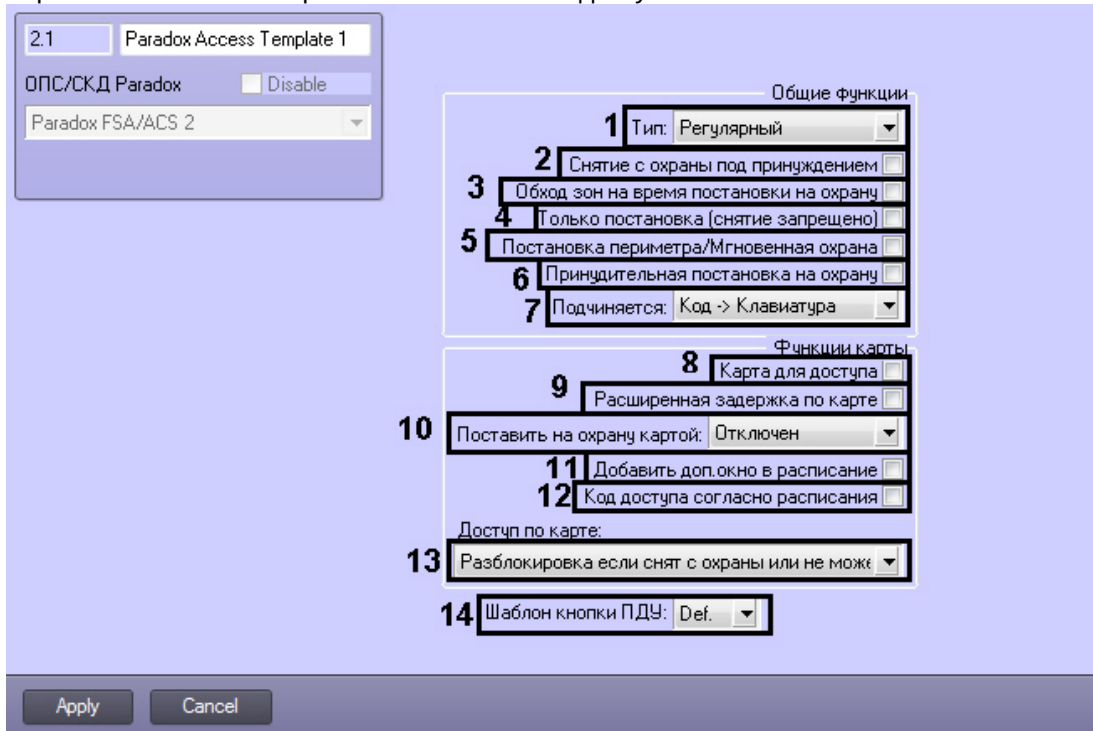 2.1 Paradox Access Template 1
ОПС/СКД Paradox Disable
Paradox FSA/ACS 2
Общие функции
1 Тип: Регулярный
2 Снятие с охраны под принуждением
3 Обход зон на время постановки на охрану
4 Только постановка (снятие запрещено)
5 Постановка периметра/Мгновенная охрана
6 Принудительная постановка на охрану
7 Подчиняется: Код -> Клавиатура
Функции карты
8 Карта для доступа
9 Расширенная задержка по карте
10 Поставить на охрану картой: Отключен
11 Добавить доп.окно в расписание
12 Код доступа согласно расписания
Доступ по карте:
13 Разблокировка если снят с охраны или не може
14 Шаблон кнопки ПДУ: Def.
Apply Cancel